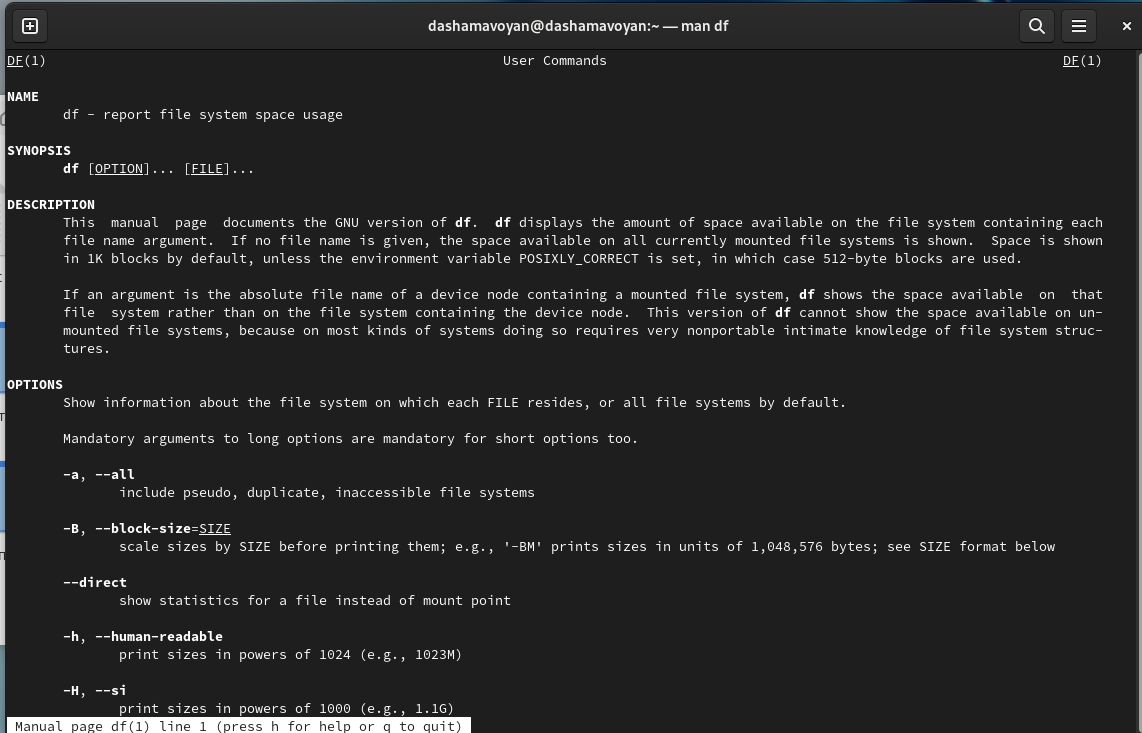 dashamavoyan@dashamavoyan:~ — man df
DF(1) User Commands DF(1)
NAME
df - report file system space usage
SYNOPSIS
df [OPTION]... [FILE]...
DESCRIPTION
This manual page documents the GNU version of df. df displays the amount of space available on the file system containing each
file name argument. If no file name is given, the space available on all currently mounted file systems is shown. Space is shown
in 1K blocks by default, unless the environment variable POSIXLY_CORRECT is set, in which case 512-byte blocks are used.
If an argument is the absolute file name of a device node containing a mounted file system, df shows the space available on that
file system rather than on the file system containing the device node. This version of df cannot show the space available on un-
mounted file systems, because on most kinds of systems doing so requires very nonportable intimate knowledge of file system struc-
tures.
OPTIONS
Show information about the file system on which each FILE resides, or all file systems by default.
Mandatory arguments to long options are mandatory for short options too.
-a, --all
include pseudo, duplicate, inaccessible file systems
-B, --block-size=SIZE
scale sizes by SIZE before printing them; e.g., '-BM' prints sizes in units of 1,048,576 bytes; see SIZE format below
--direct
show statistics for a file instead of mount point
-h, --human-readable
print sizes in powers of 1024 (e.g., 1023M)
-H, --si
print sizes in powers of 1000 (e.g., 1.1G)
Manual page df(1) line 1 (press h for help or q to quit)